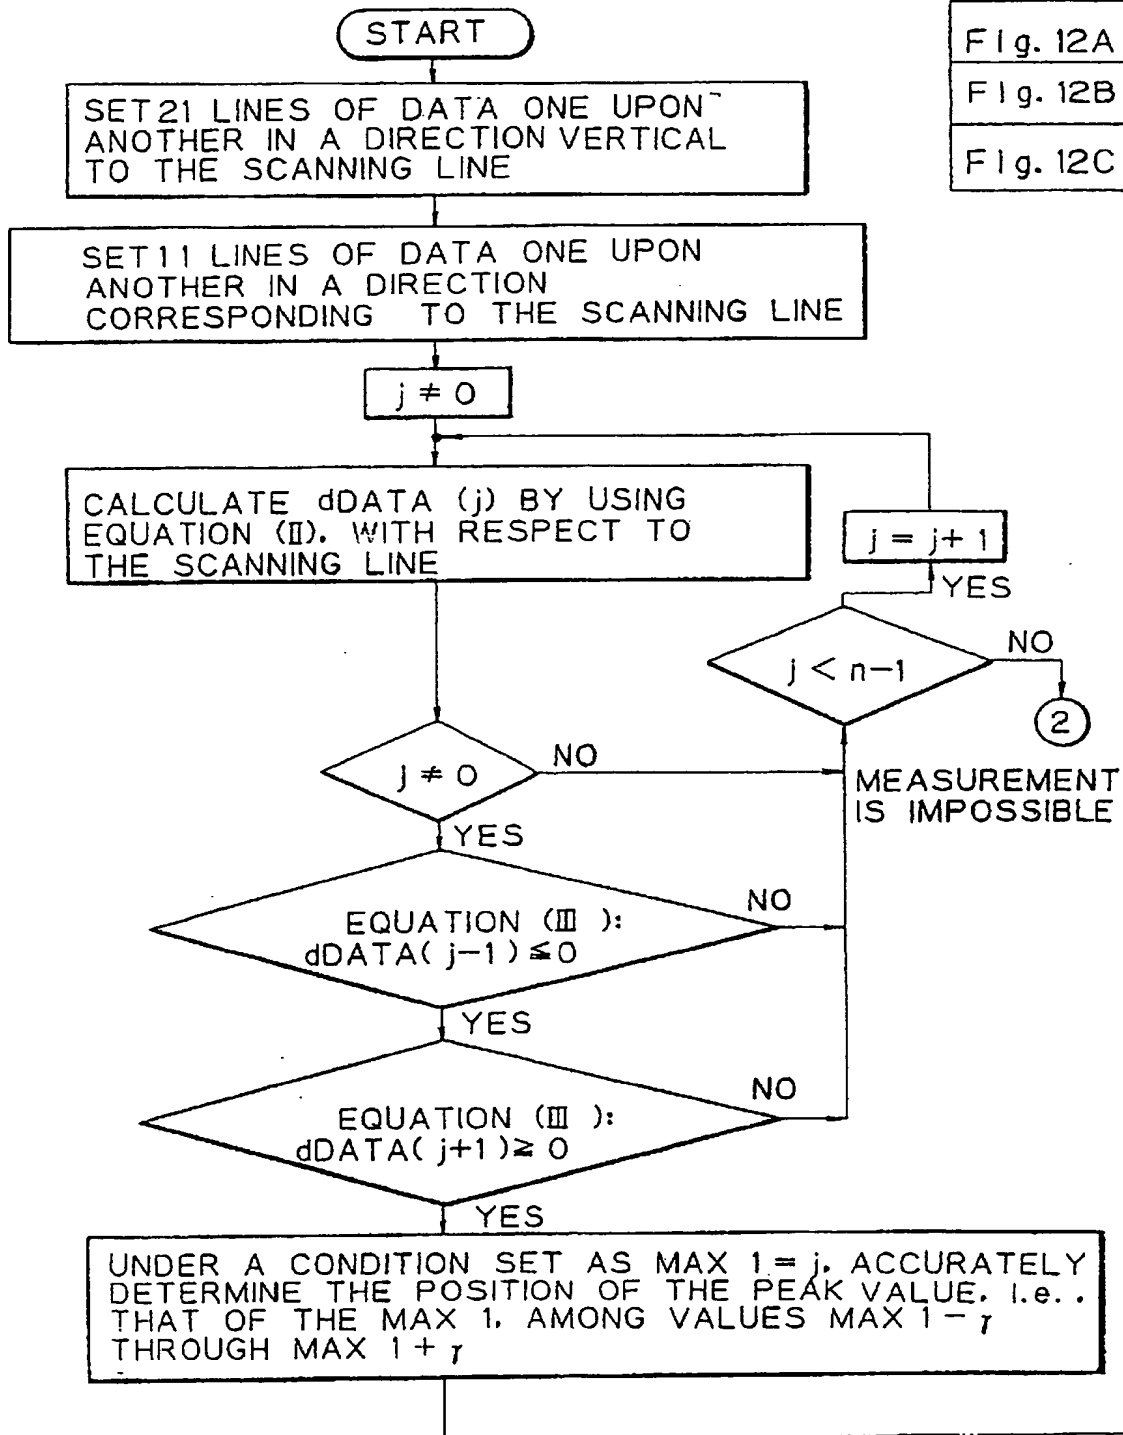 START
Fig. 12A
Fig. 12B
Fig. 12C
SET 21 LINES OF DATA ONE UPON
ANOTHER IN A DIRECTION VERTICAL
TO THE SCANNING LINE
SET 11 LINES OF DATA ONE UPON
ANOTHER IN A DIRECTION
CORRESPONDING TO THE SCANNING LINE
j ≠ 0
CALCULATE dDATA (j) BY USING
EQUATION (II). WITH RESPECT TO
THE SCANNING LINE
j = j + 1
YES
j < n-1
NO
2
MEASUREMENT
IS IMPOSSIBLE
j ≠ 0
NO
YES
EQUATION (III ):
dDATA( j-1 ) ≦ 0
NO
YES
EQUATION (III ):
dDATA( j+1 ) ≧ 0
NO
YES
UNDER A CONDITION SET AS MAX 1 = j. ACCURATELY
DETERMINE THE POSITION OF THE PEAK VALUE. i.e..
THAT OF THE MAX 1. AMONG VALUES MAX 1 - γ
THROUGH MAX 1 + γ